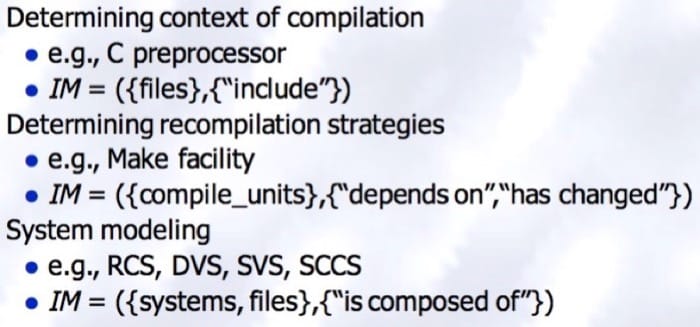 Determining context of compilation
• e.g., C preprocessor
• IM = ({files},{“include”})
Determining recompilation strategies
• e.g., Make facility
• IM = ({compile_units},{“depends on”,“has changed”})
System modeling
• e.g., RCS, DVS, SVS, SCCS
• IM = ({systems, files},{“is composed of”})